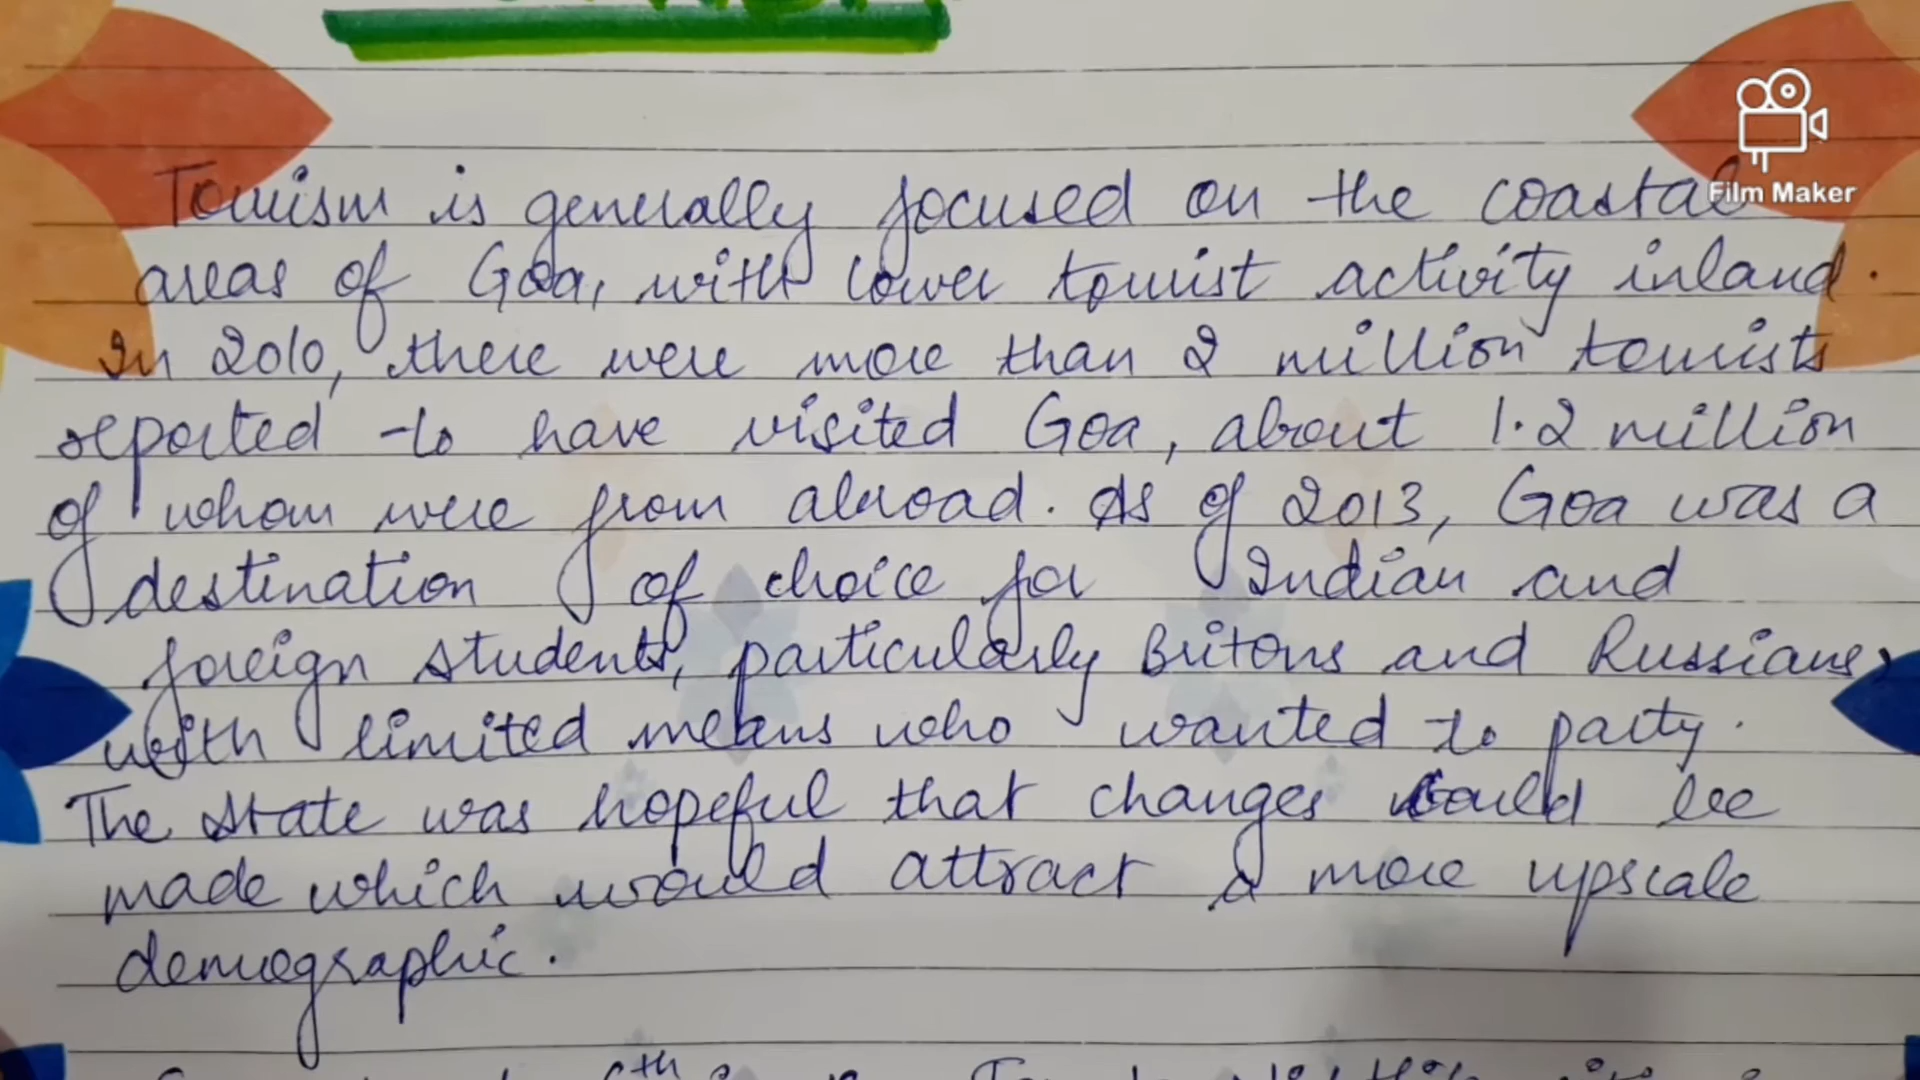 Film Maker
Tourism is generally focused on the coastal
areas of Goa, with lower tourist activity inland.
In 2010, there were more than 2 million tourists
reported to have visited Goa, about 1.2 million
of whom were from abroad. As of 2013, Goa was a
destination of choice for Indian and
foreign students, particularly Britons and Russians,
with limited means who wanted to party.
The state was hopeful that changes could be
made which would attract a more upscale
demographic.